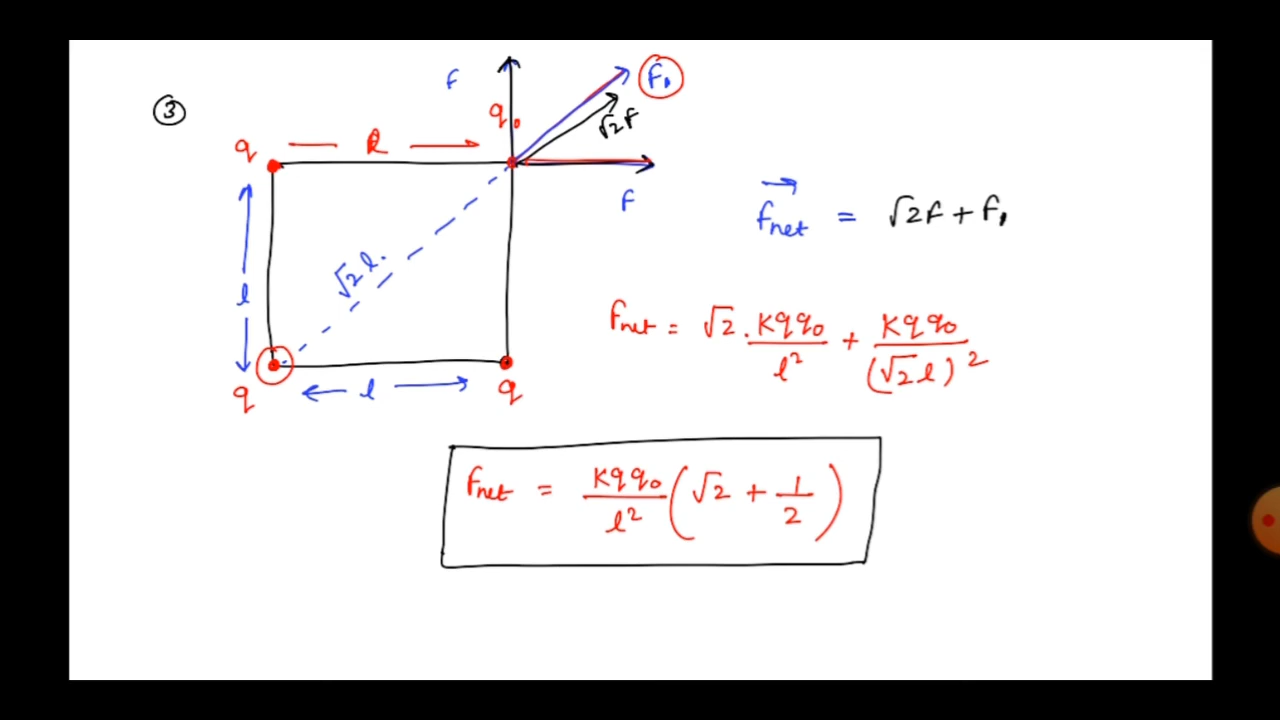 ③
F
F₁
q₀
√2F
q
l
F
l
√2 l.
F⃗net = √2F + F₁
Fnet = √2 . Kqq₀/l² + Kqq₀/(√2l)²
q
l
q
Fnet = Kqq₀/l² (√2 + 1/2)